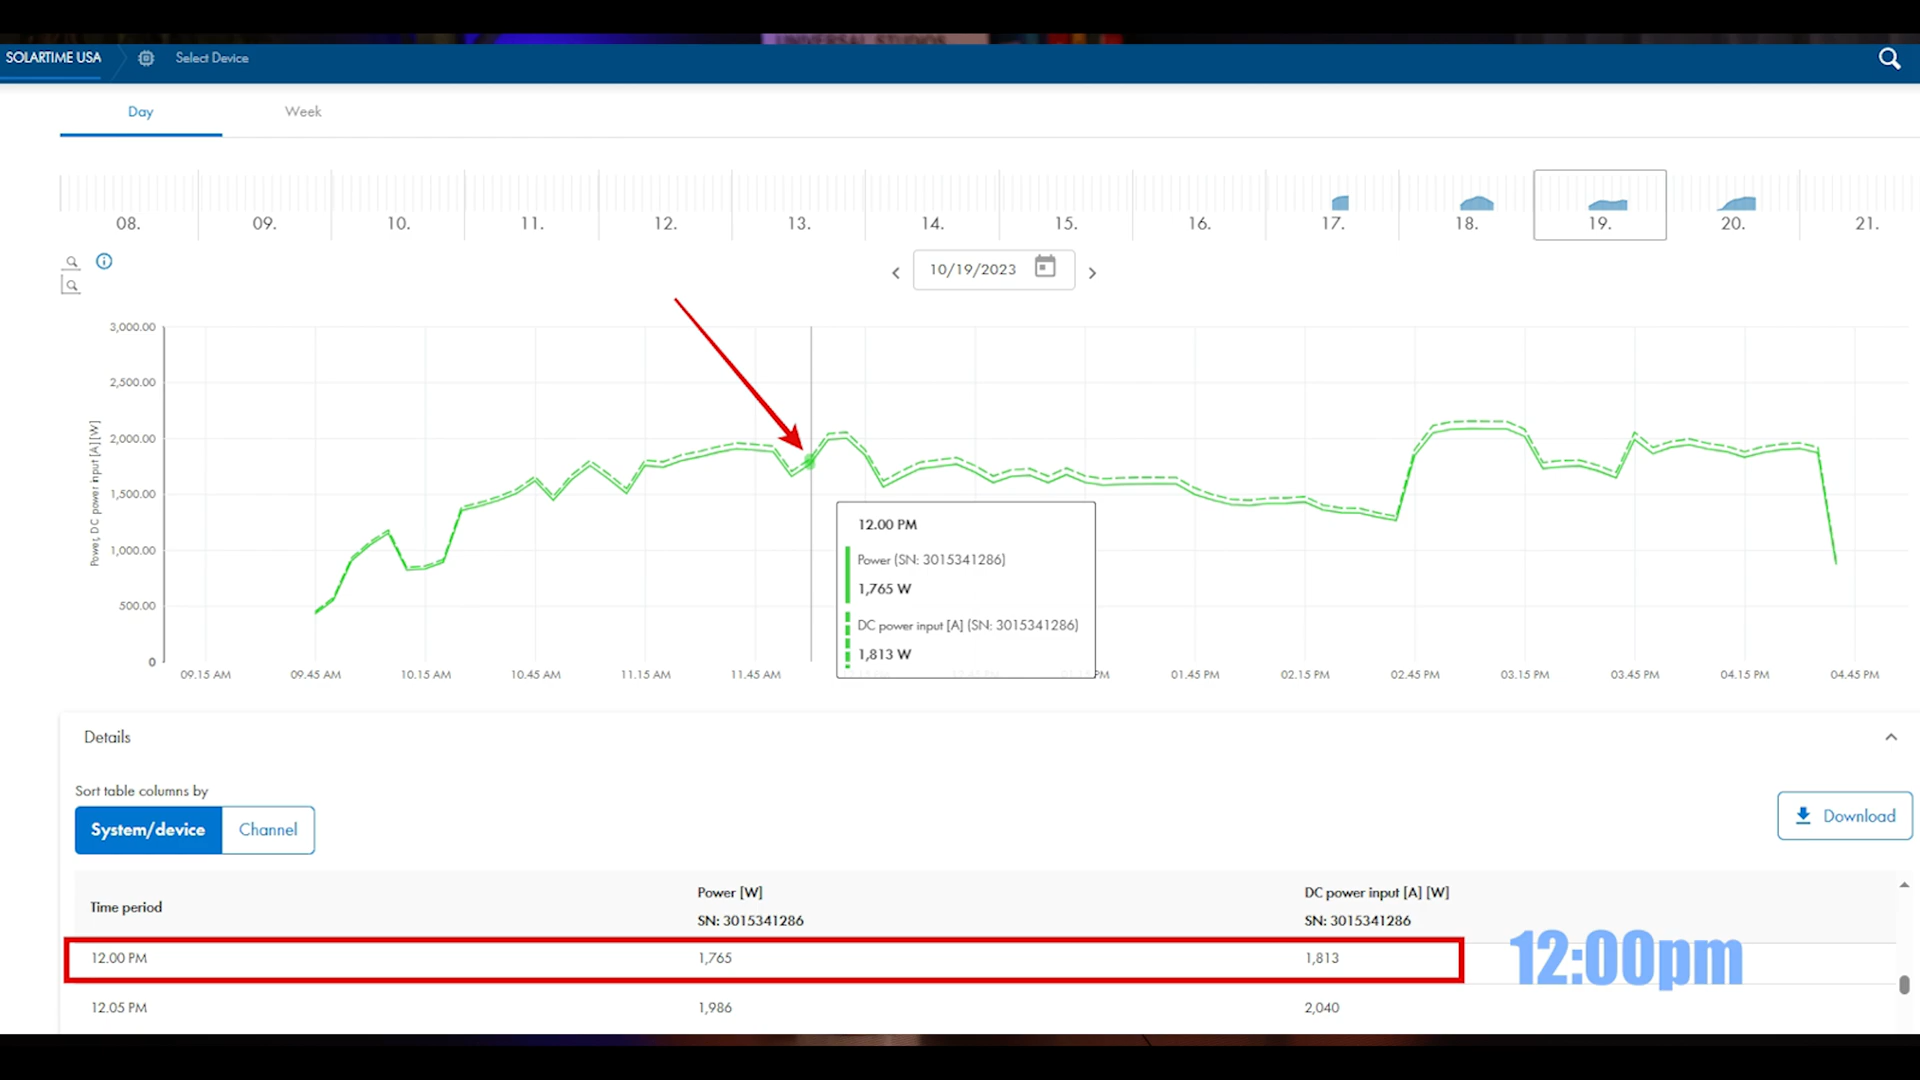 UNIVERSAL STUDIOS
SOLARTIME USA
Select Device
Day
Week
08.
09.
10.
11.
12.
13.
14.
15.
16.
17.
18.
19.
20.
21.
10/19/2023
3,000.00
2,500.00
2,000.00
1,500.00
1,000.00
500.00
0
Power, DC power input [A] [W]
12.00 PM
Power (SN: 3015341286)
1,765 W
DC power input [A] (SN: 3015341286)
1,813 W
09.15 AM
09.45 AM
10.15 AM
10.45 AM
11.15 AM
11.45 AM
PM
01.45 PM
02.15 PM
02.45 PM
03.15 PM
03.45 PM
04.15 PM
04.45 PM
Details
Sort table columns by
System/device
Channel
Download
Time period
Power [W]
SN: 3015341286
DC power input [A] [W]
SN: 3015341286
12.00 PM 1,765 1,813
12:00pm
12.05 PM 1,986 2,040